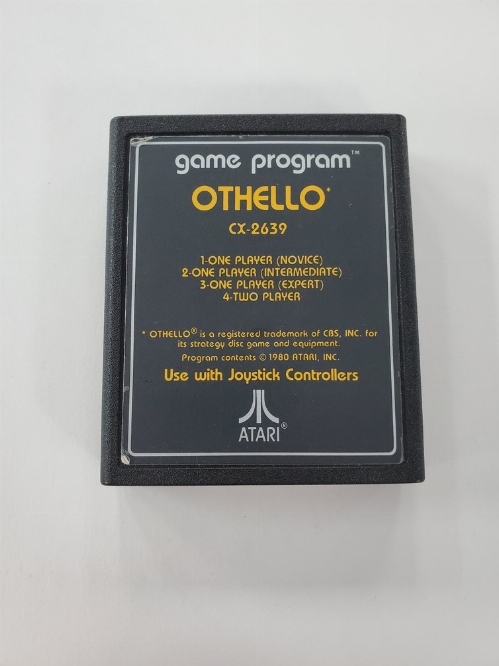 game program™
OTHELLO*
CX-2639
1-ONE PLAYER (NOVICE)
2-ONE PLAYER (INTERMEDIATE)
3-ONE PLAYER (EXPERT)
4-TWO PLAYER
* OTHELLO® is a registered trademark of CBS, INC. for
its strategy disc game and equipment.
Program contents © 1980 ATARI, INC.
Use with Joystick Controllers
ATARI®